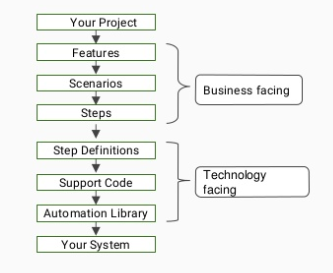 Your Project
Features
Scenarios
Steps
Business facing
Step Definitions
Support Code
Automation Library
Technology
facing
Your System